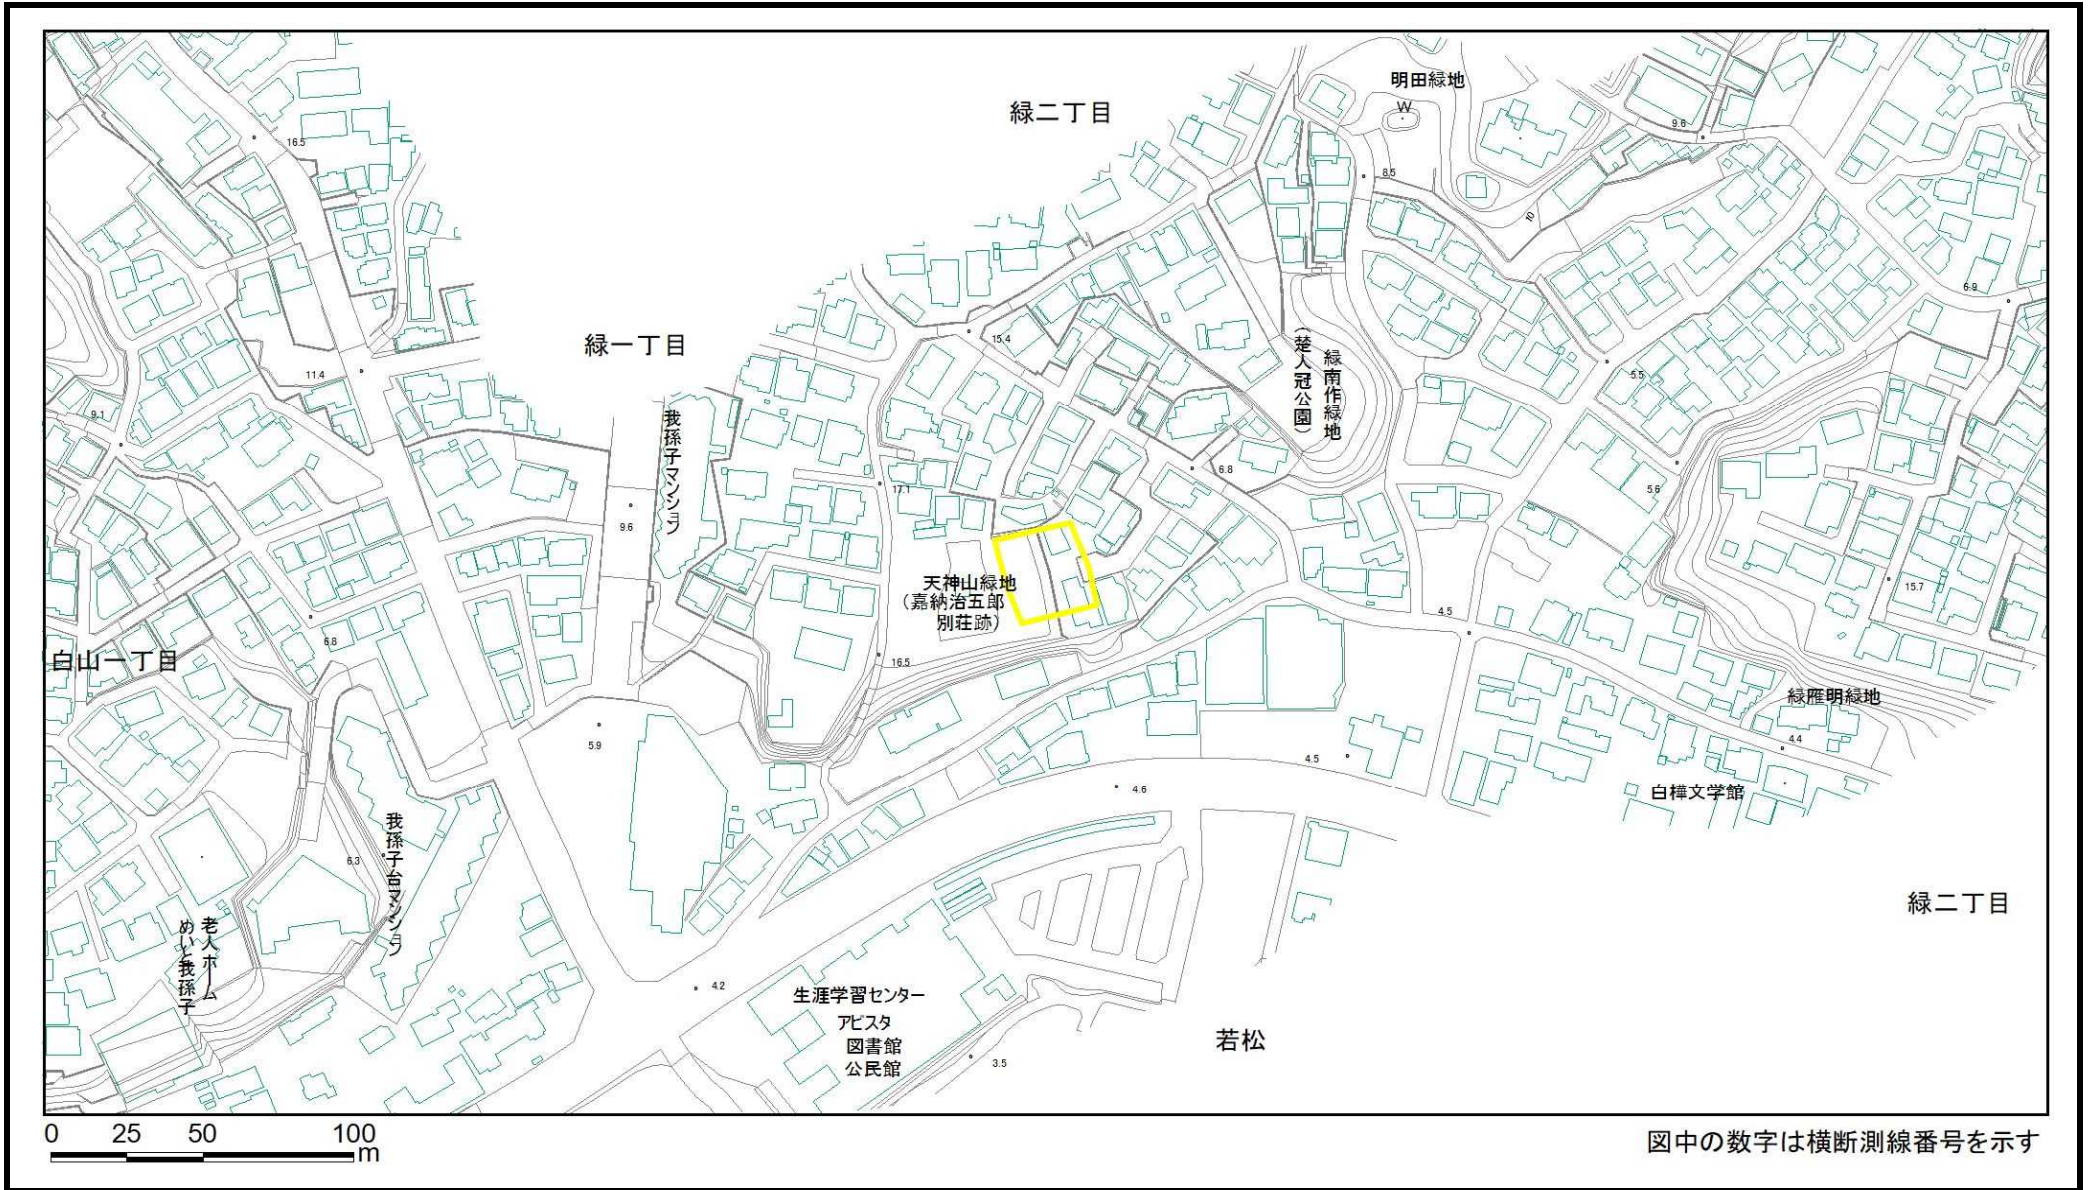 明田緑地
W
緑二丁目
9.6
16.5
8.5
10
6.9
緑一丁目
15.4
緑南作緑地
(楚人冠公園)
11.4
5.5
9.1
我孫子マンション
6.8
17.1
5.6
9.6
天神山緑地
(嘉納治五郎
別荘跡)
15.7
4.5
6.8
白山一丁目
16.5
緑雁明緑地
5.9
4.4
4.5
4.6
白樺文学館
我孫子台マンション
6.3
緑二丁目
老人ホーム
めいと我孫子
4.2
生涯学習センター
アビスタ
図書館
公民館
若松
3.5
0 25 50 100
m
図中の数字は横断測線番号を示す